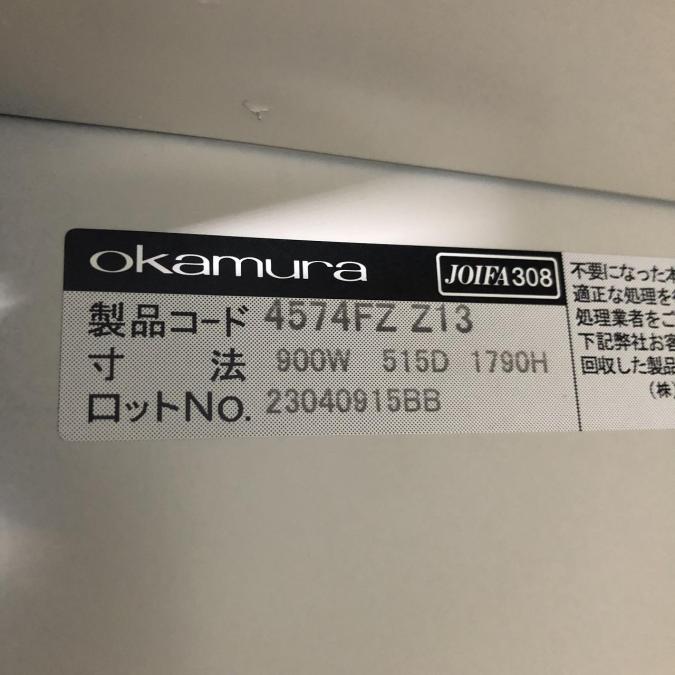 okamura
JOIFA308
製品コード 4574FZ Z13
寸 法 900W 515D 1790H
ロットNo. 23040915BB
不要になった本
適正な処理を
処理業者をご
下記弊社お客
回収した製品
(株)